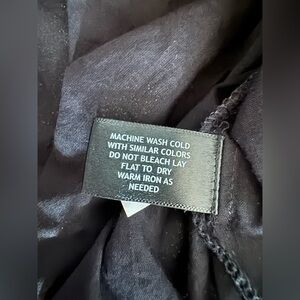 MACHINE WASH COLD
WITH SIMILAR COLORS
DO NOT BLEACH LAY
FLAT TO DRY
WARM IRON AS
NEEDED